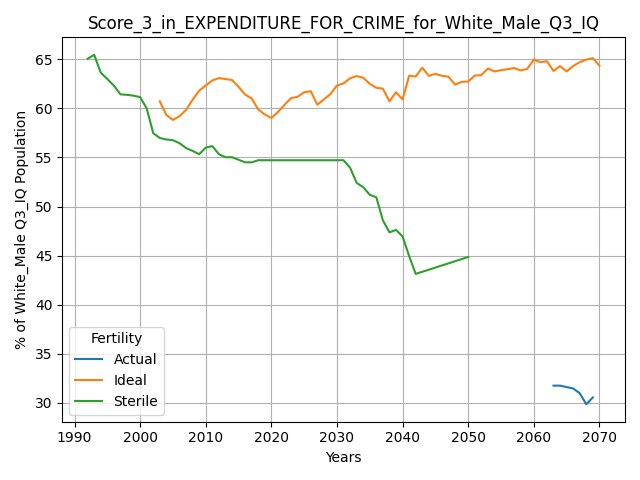 Score_3_in_EXPENDITURE_FOR_CRIME_for_White_Male_Q3_IQ
% of White_Male Q3_IQ Population
65
60
55
50
45
40
35
30
Fertility
Actual
Ideal
Sterile
1990 2000 2010 2020 2030 2040 2050 2060 2070
Years